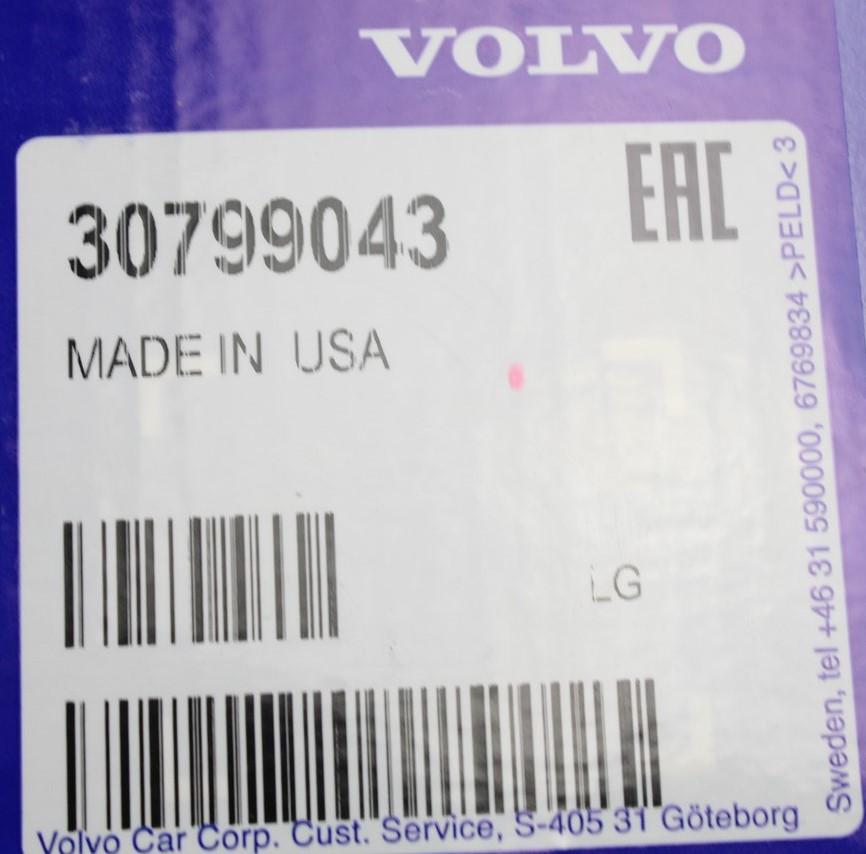 VOLVO
30799043
EAC
MADE IN USA
LG
Volvo Car Corp. Cust. Service, S-405 31 Göteborg
Sweden, tel +46 31 590000, 6769834 >PELD< 3